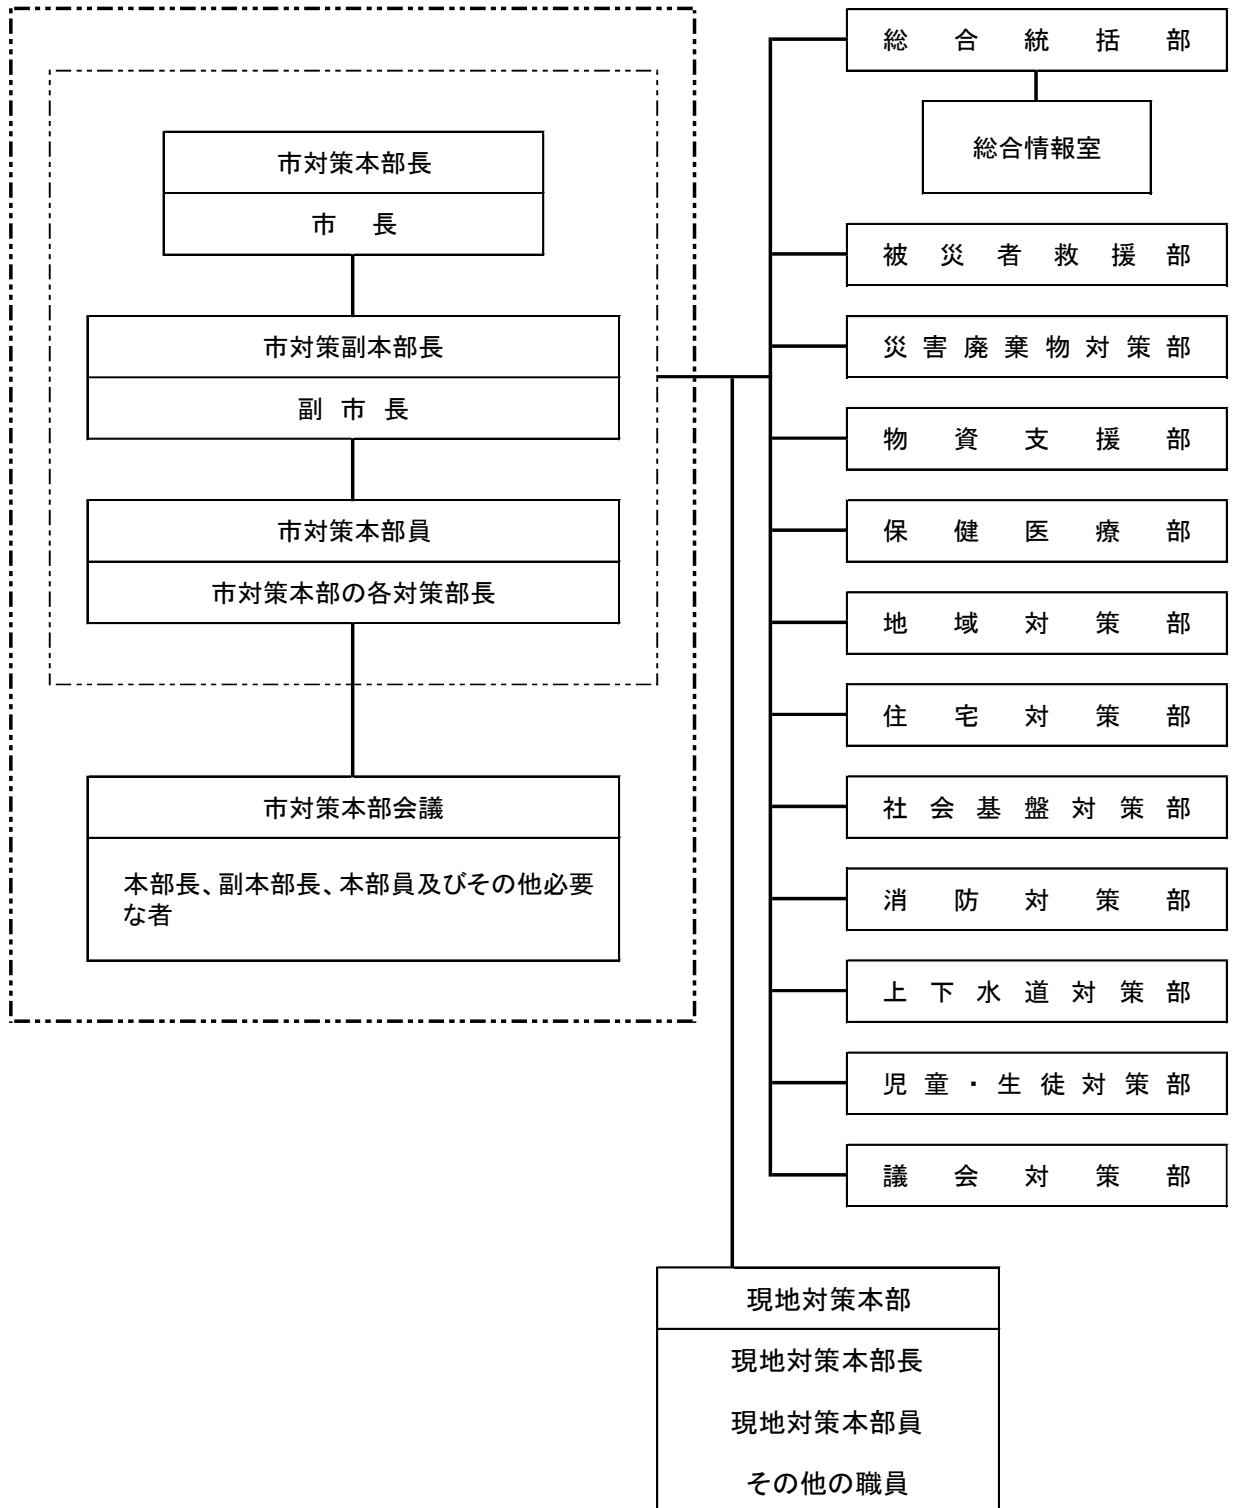 市対策本部長
市長
市対策副本部長
副市長
市対策本部員
市対策本部の各対策部長
市対策本部会議
本部長、副本部長、本部員及びその他必要
な者
総合統括部
総合情報室
被災者救援部
災害廃棄物対策部
物資支援部
保健医療部
地域対策部
住宅対策部
社会基盤対策部
消防対策部
上下水道対策部
児童・生徒対策部
議会対策部
現地対策本部
現地対策本部長
現地対策本部員
その他の職員